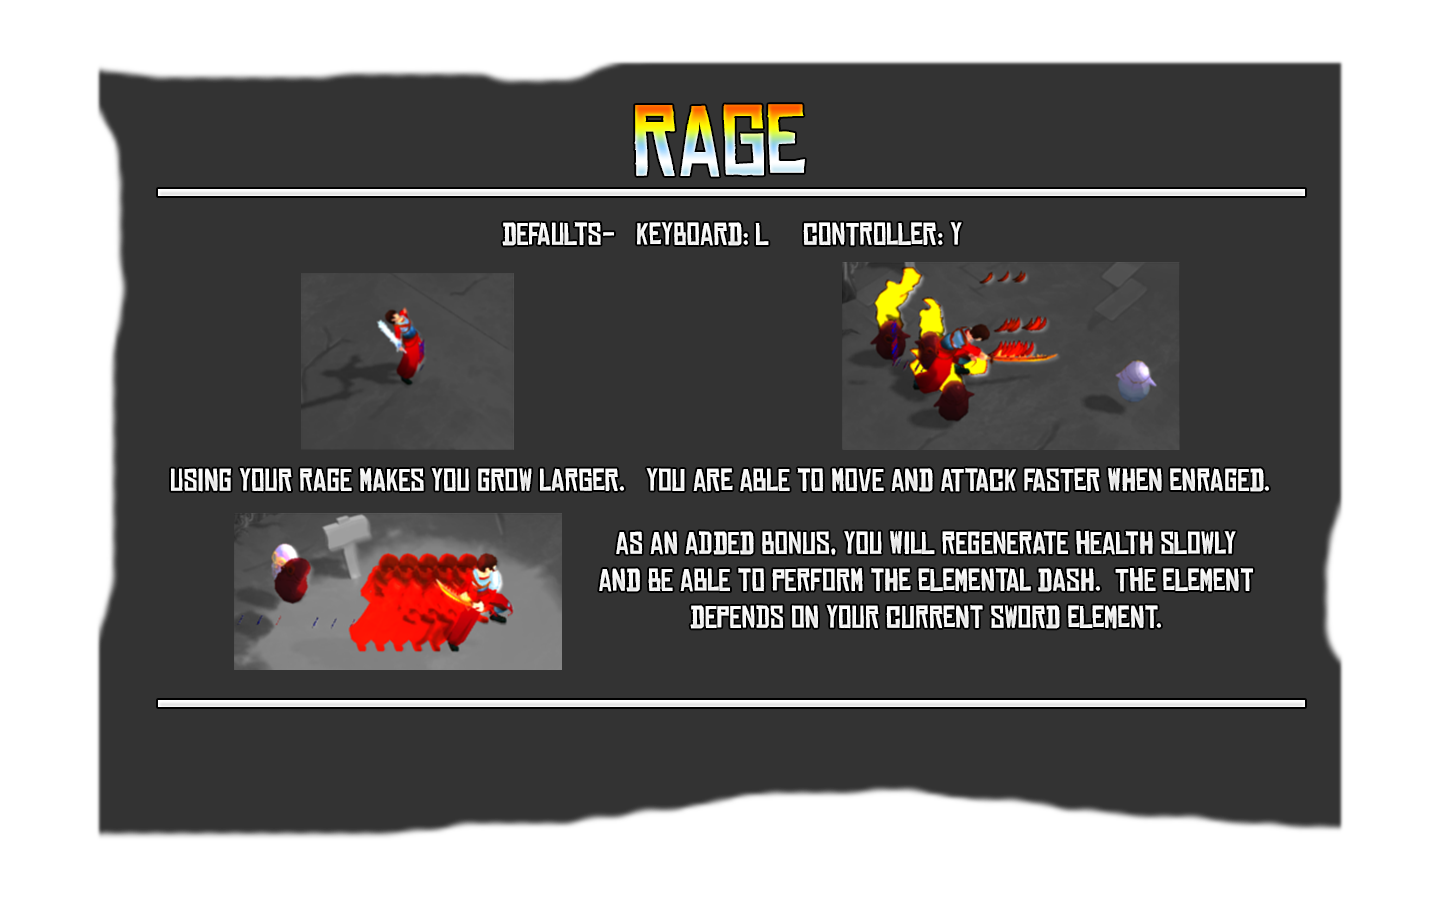 RAGE
DEFAULTS- KEYBOARD: L CONTROLLER: Y
USING YOUR RAGE MAKES YOU GROW LARGER. YOU ARE ABLE TO MOVE AND ATTACK FASTER WHEN ENRAGED.
AS AN ADDED BONUS, YOU WILL REGENERATE HEALTH SLOWLY
AND BE ABLE TO PERFORM THE ELEMENTAL DASH. THE ELEMENT
DEPENDS ON YOUR CURRENT SWORD ELEMENT.